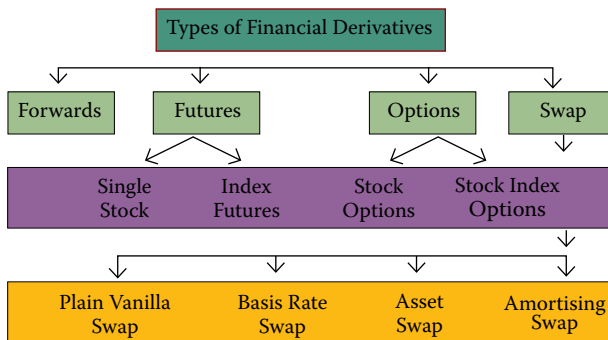 Types of Financial Derivatives
Forwards
Futures
Options
Swap
Single
Stock
Index
Futures
Stock
Options
Stock Index
Options
Plain Vanilla
Swap
Basis Rate
Swap
Asset
Swap
Amortising
Swap